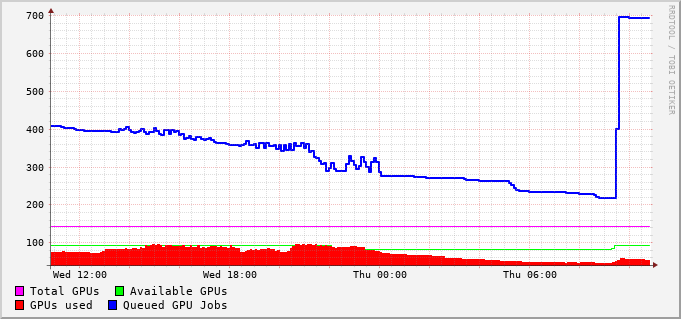 700
600
500
400
300
200
100
Wed 12:00 Wed 18:00 Thu 00:00 Thu 06:00
Total GPUs Available GPUs
GPUs used Queued GPU Jobs
RRDTOOL / TOBI OETIKER